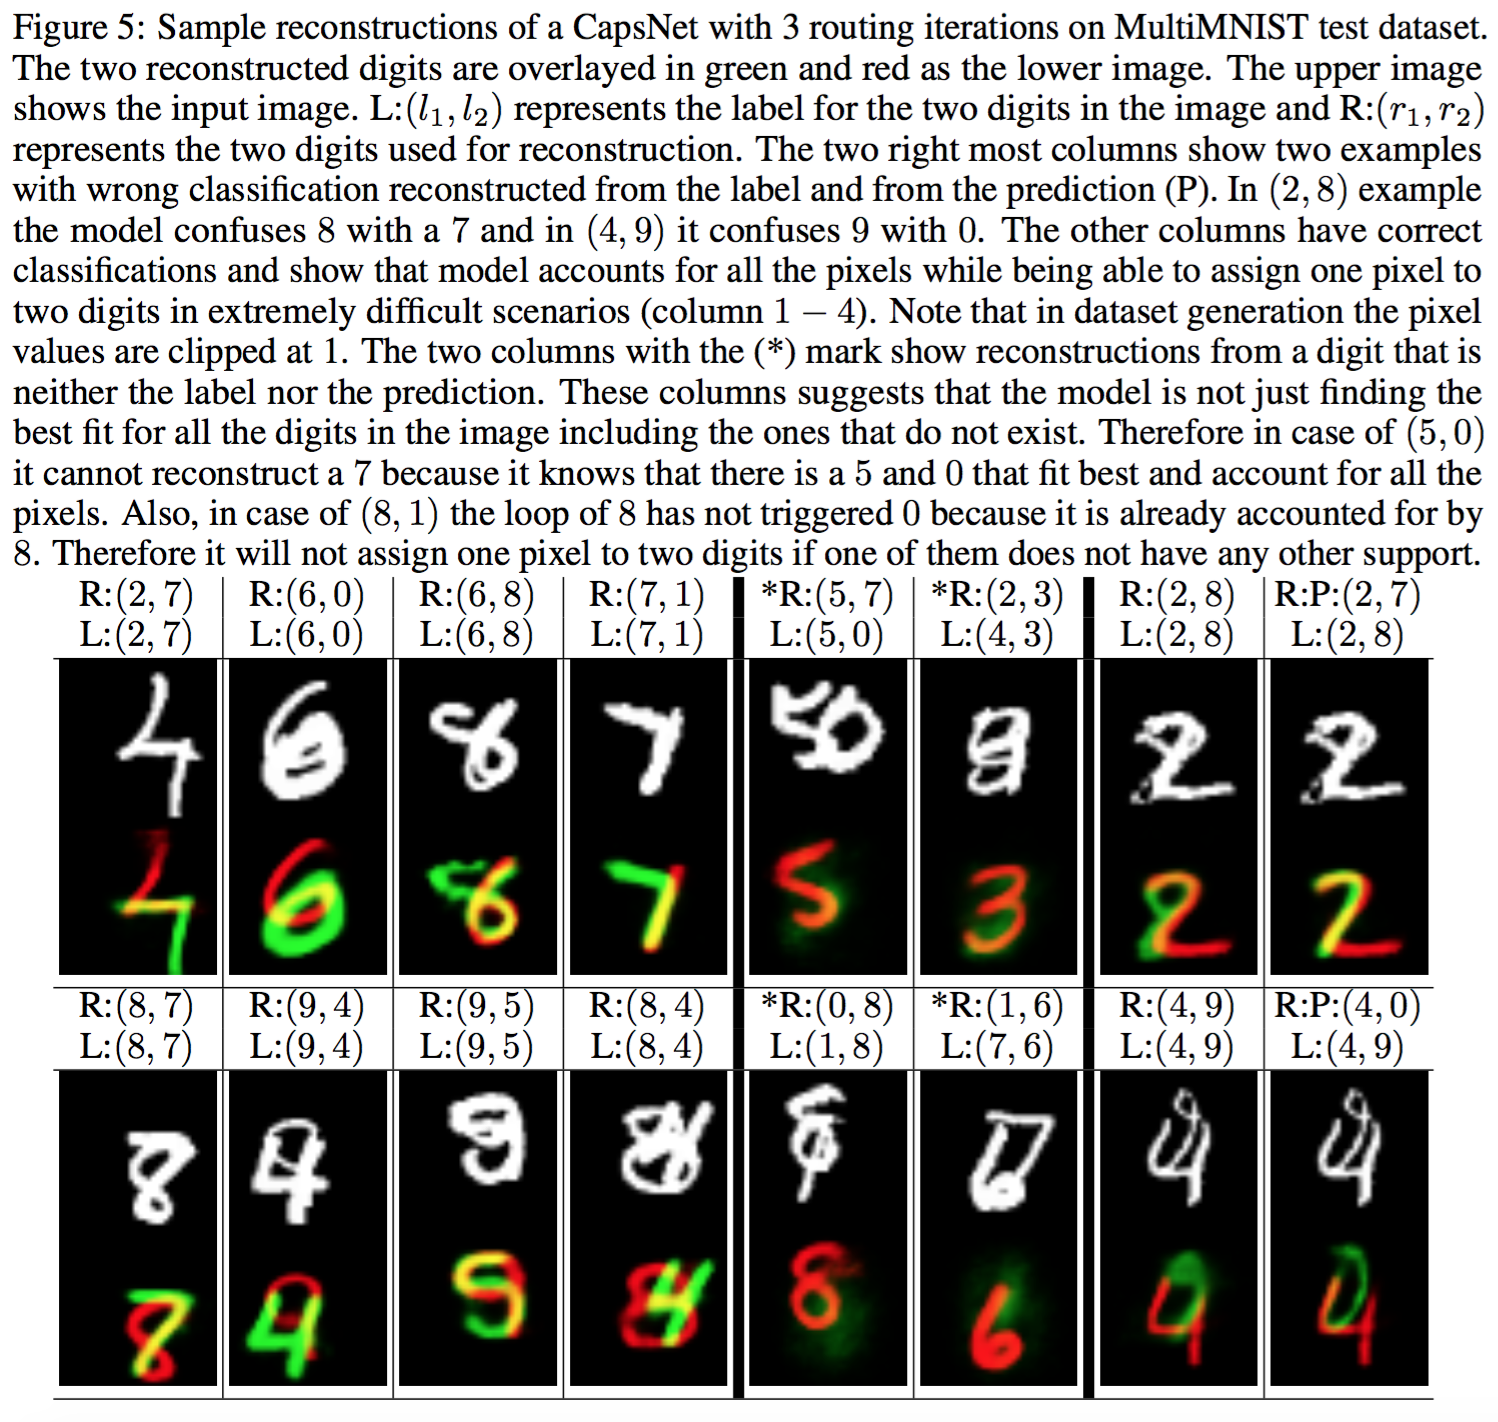 Figure 5: Sample reconstructions of a CapsNet with 3 routing iterations on MultiMNIST test dataset.
The two reconstructed digits are overlayed in green and red as the lower image. The upper image
shows the input image. L:(l₁, l₂) represents the label for the two digits in the image and R:(r₁, r₂)
represents the two digits used for reconstruction. The two right most columns show two examples
with wrong classification reconstructed from the label and from the prediction (P). In (2, 8) example
the model confuses 8 with a 7 and in (4, 9) it confuses 9 with 0. The other columns have correct
classifications and show that model accounts for all the pixels while being able to assign one pixel to
two digits in extremely difficult scenarios (column 1 − 4). Note that in dataset generation the pixel
values are clipped at 1. The two columns with the (*) mark show reconstructions from a digit that is
neither the label nor the prediction. These columns suggests that the model is not just finding the
best fit for all the digits in the image including the ones that do not exist. Therefore in case of (5, 0)
it cannot reconstruct a 7 because it knows that there is a 5 and 0 that fit best and account for all the
pixels. Also, in case of (8, 1) the loop of 8 has not triggered 0 because it is already accounted for by
8. Therefore it will not assign one pixel to two digits if one of them does not have any other support.
R:(2, 7) R:(6, 0) R:(6, 8) R:(7, 1) *R:(5, 7) *R:(2, 3) R:(2, 8) R:P:(2, 7)
L:(2, 7) L:(6, 0) L:(6, 8) L:(7, 1) L:(5, 0) L:(4, 3) L:(2, 8) L:(2, 8)
R:(8, 7) R:(9, 4) R:(9, 5) R:(8, 4) *R:(0, 8) *R:(1, 6) R:(4, 9) R:P:(4, 0)
L:(8, 7) L:(9, 4) L:(9, 5) L:(8, 4) L:(1, 8) L:(7, 6) L:(4, 9) L:(4, 9)